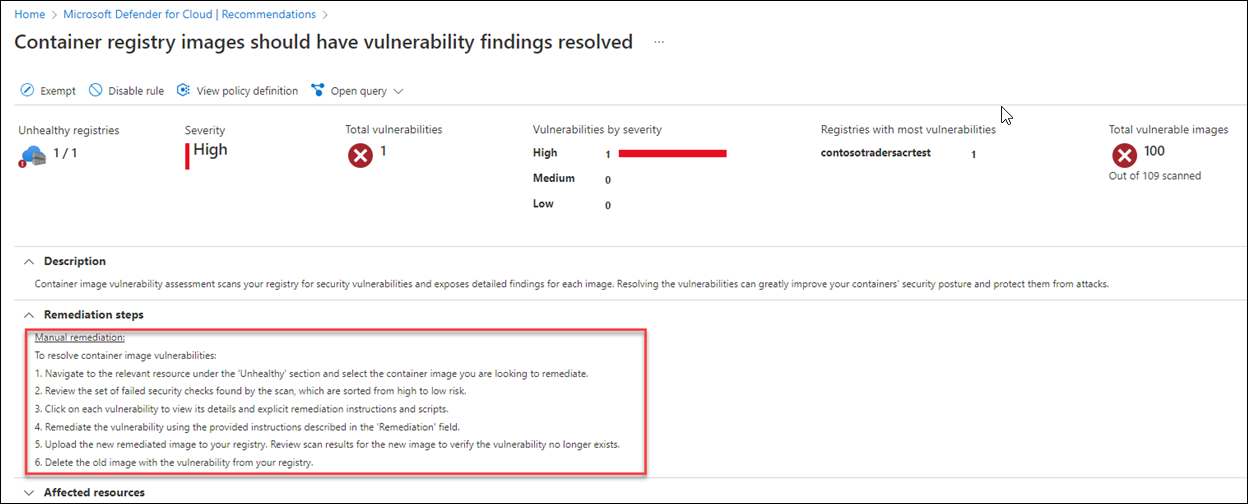 Home > Microsoft Defender for Cloud | Recommendations >
Container registry images should have vulnerability findings resolved ...
Exempt Disable rule View policy definition Open query
Unhealthy registries Severity Total vulnerabilities Vulnerabilities by severity Registries with most vulnerabilities Total vulnerable images
1 / 1 High 1 High 1 contosotradersacrtest 1 100
Medium 0 Out of 109 scanned
Low 0
Description
Container image vulnerability assessment scans your registry for security vulnerabilities and exposes detailed findings for each image. Resolving the vulnerabilities can greatly improve your containers' security posture and protect them from attacks.
Remediation steps
Manual remediation:
To resolve container image vulnerabilities:
1. Navigate to the relevant resource under the 'Unhealthy' section and select the container image you are looking to remediate.
2. Review the set of failed security checks found by the scan, which are sorted from high to low risk.
3. Click on each vulnerability to view its details and explicit remediation instructions and scripts.
4. Remediate the vulnerability using the provided instructions described in the 'Remediation' field.
5. Upload the new remediated image to your registry. Review scan results for the new image to verify the vulnerability no longer exists.
6. Delete the old image with the vulnerability from your registry.
Affected resources